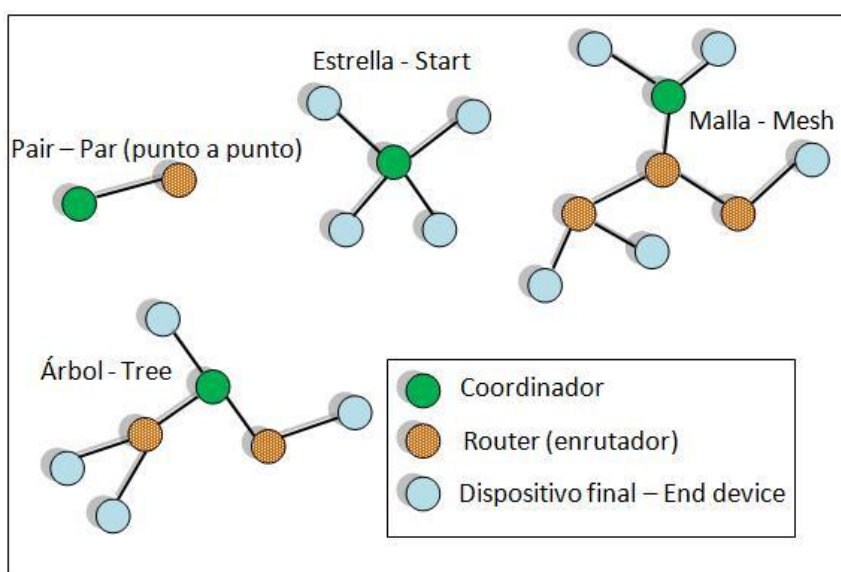 Estrella - Start
Malla - Mesh
Pair – Par (punto a punto)
Árbol - Tree
Coordinador
Router (enrutador)
Dispositivo final – End device